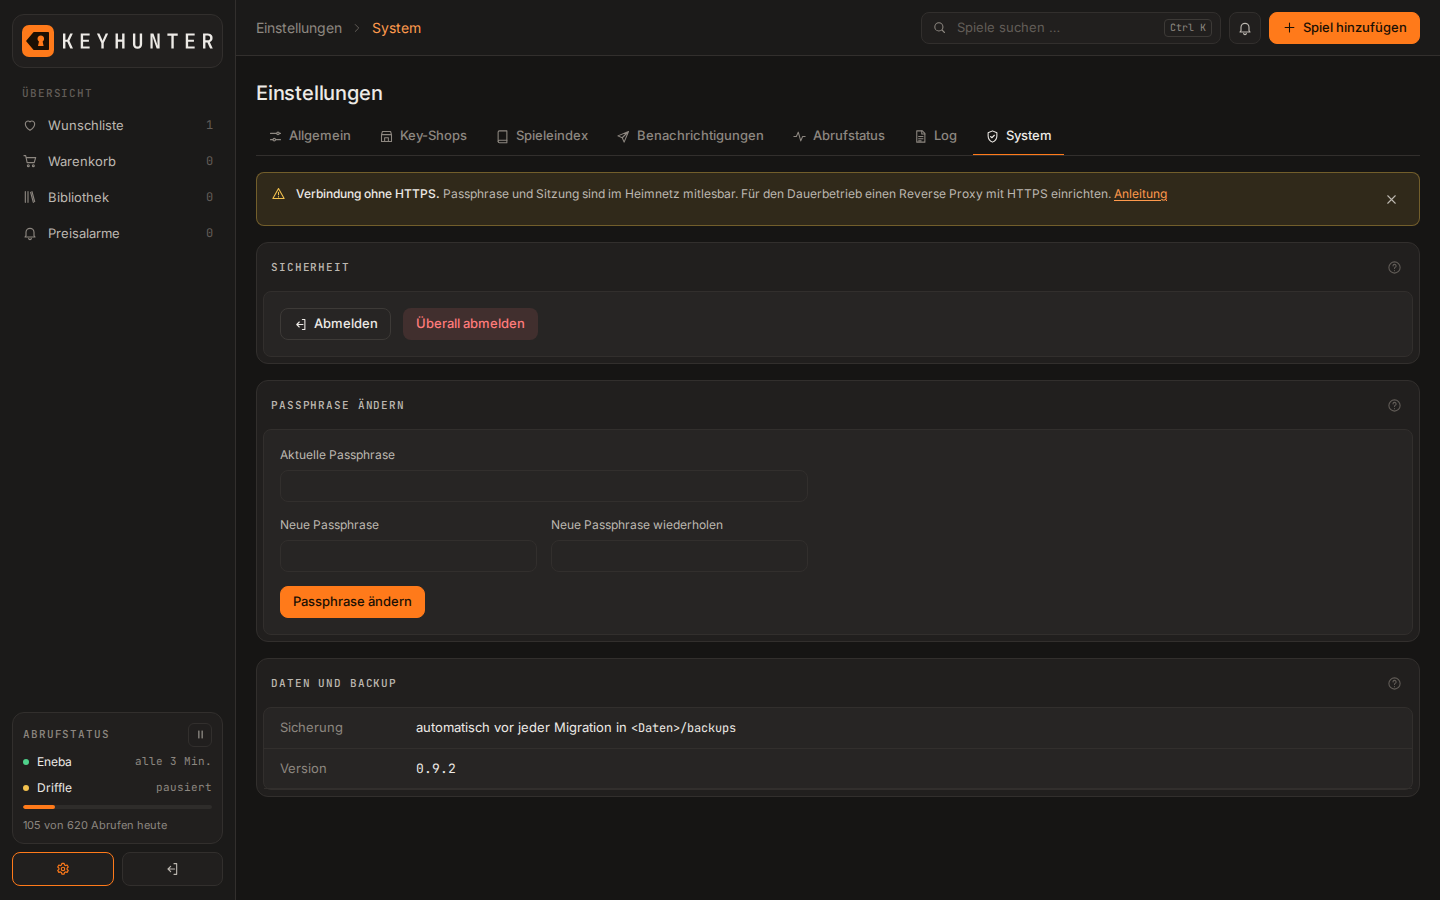 KEYHUNTER
ÜBERSICHT
Wunschliste 1
Warenkorb 0
Bibliothek 0
Preisalarme 0
ABRUFSTATUS
Eneba alle 3 Min.
Driffle pausiert
105 von 620 Abrufen heute
Einstellungen > System
Spiele suchen ... Ctrl K
Spiel hinzufügen
Einstellungen
Allgemein Key-Shops Spieleindex Benachrichtigungen Abrufstatus Log System
Verbindung ohne HTTPS. Passphrase und Sitzung sind im Heimnetz mitlesbar. Für den Dauerbetrieb einen Reverse Proxy mit HTTPS einrichten. Anleitung
SICHERHEIT
Abmelden Überall abmelden
PASSPHRASE ÄNDERN
Aktuelle Passphrase
Neue Passphrase Neue Passphrase wiederholen
Passphrase ändern
DATEN UND BACKUP
Sicherung automatisch vor jeder Migration in <Daten>/backups
Version 0.9.2